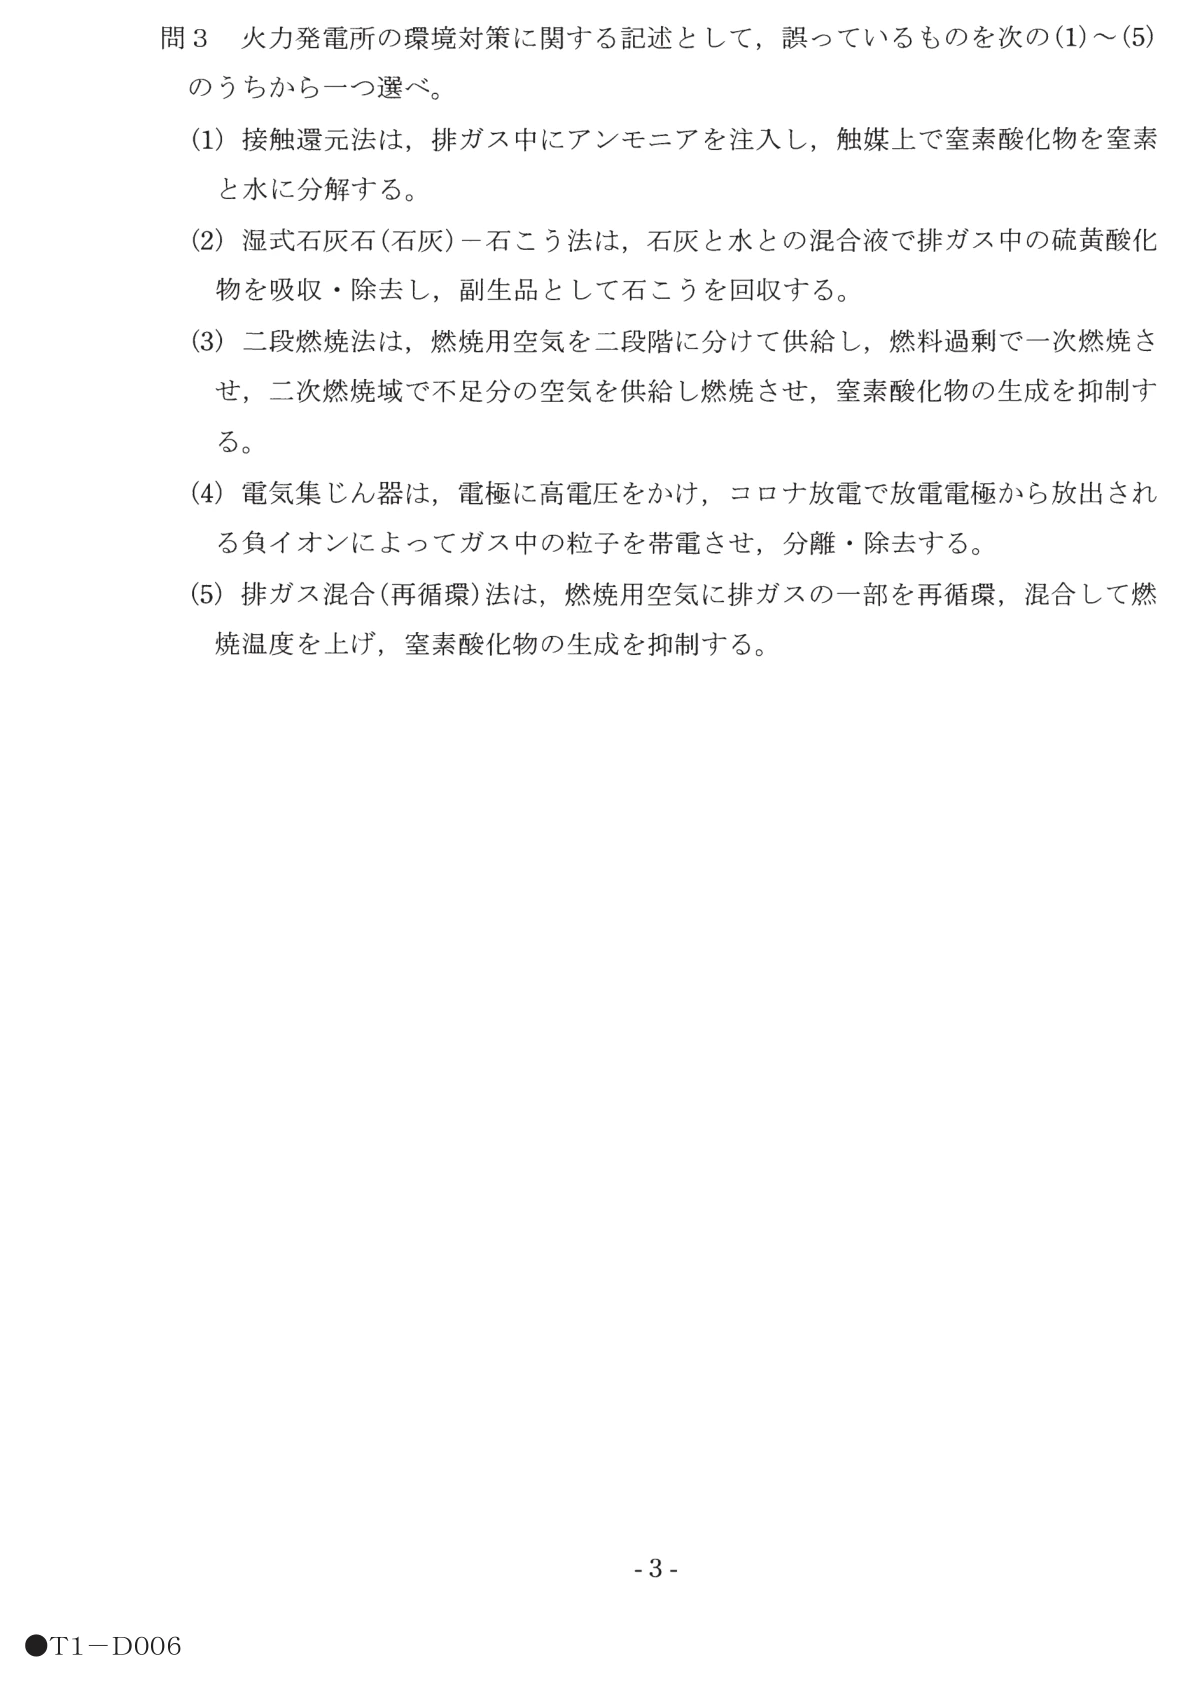 問３　火力発電所の環境対策に関する記述として，誤っているものを次の(1)～(5)
のうちから一つ選べ。
(1) 接触還元法は，排ガス中にアンモニアを注入し，触媒上で窒素酸化物を窒素
と水に分解する。
(2) 湿式石灰石(石灰)－石こう法は，石灰と水との混合液で排ガス中の硫黄酸化
物を吸収・除去し，副生品として石こうを回収する。
(3) 二段燃焼法は，燃焼用空気を二段階に分けて供給し，燃料過剰で一次燃焼さ
せ，二次燃焼域で不足分の空気を供給し燃焼させ，窒素酸化物の生成を抑制す
る。
(4) 電気集じん器は，電極に高電圧をかけ，コロナ放電で放電電極から放出され
る負イオンによってガス中の粒子を帯電させ，分離・除去する。
(5) 排ガス混合(再循環)法は，燃焼用空気に排ガスの一部を再循環，混合して燃
焼温度を上げ，窒素酸化物の生成を抑制する。
- 3 -
●T1－D006